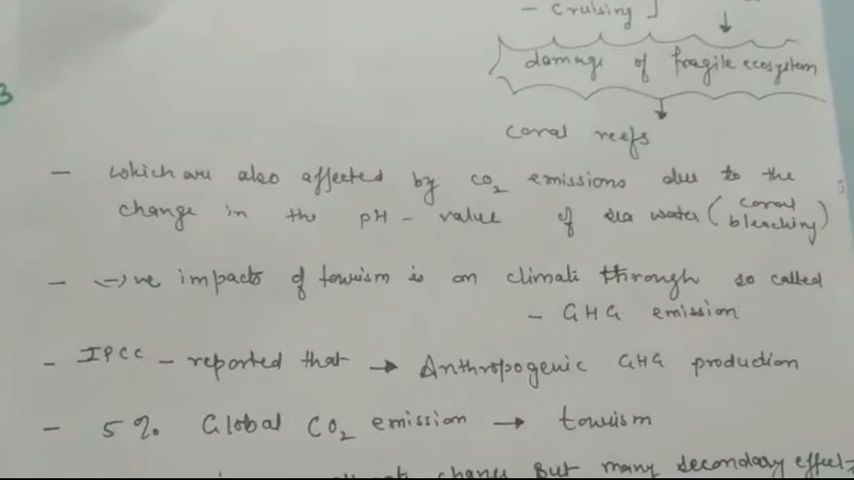 - Cruising ]
damage of fragile ecosystem
3
Coral reefs
- which are also affected by CO₂ emissions due to the
change in the pH - value of sea water (coral bleaching)
- (-)ve impacts of tourism is on climate through so called
- GHG emission
- IPCC - reported that → Anthropogenic GHG production
- 5% Global CO₂ emission → tourism
change But many secondary effect